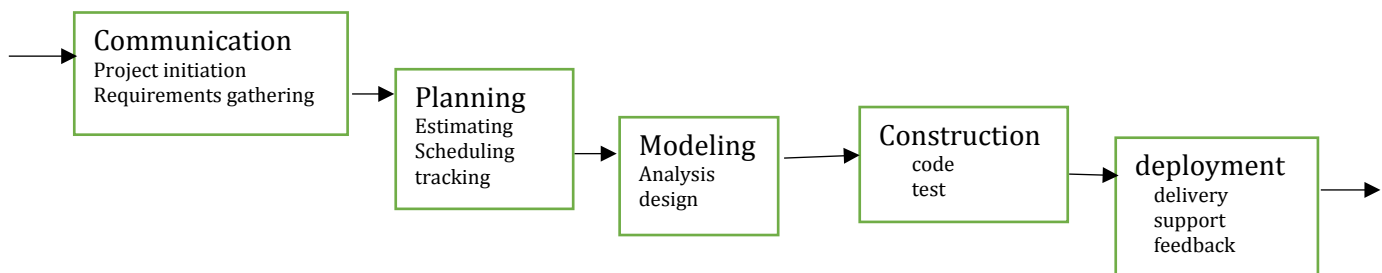 Communication
Project initiation
Requirements gathering
Planning
Estimating
Scheduling
tracking
Modeling
Analysis
design
Construction
code
test
deployment
delivery
support
feedback